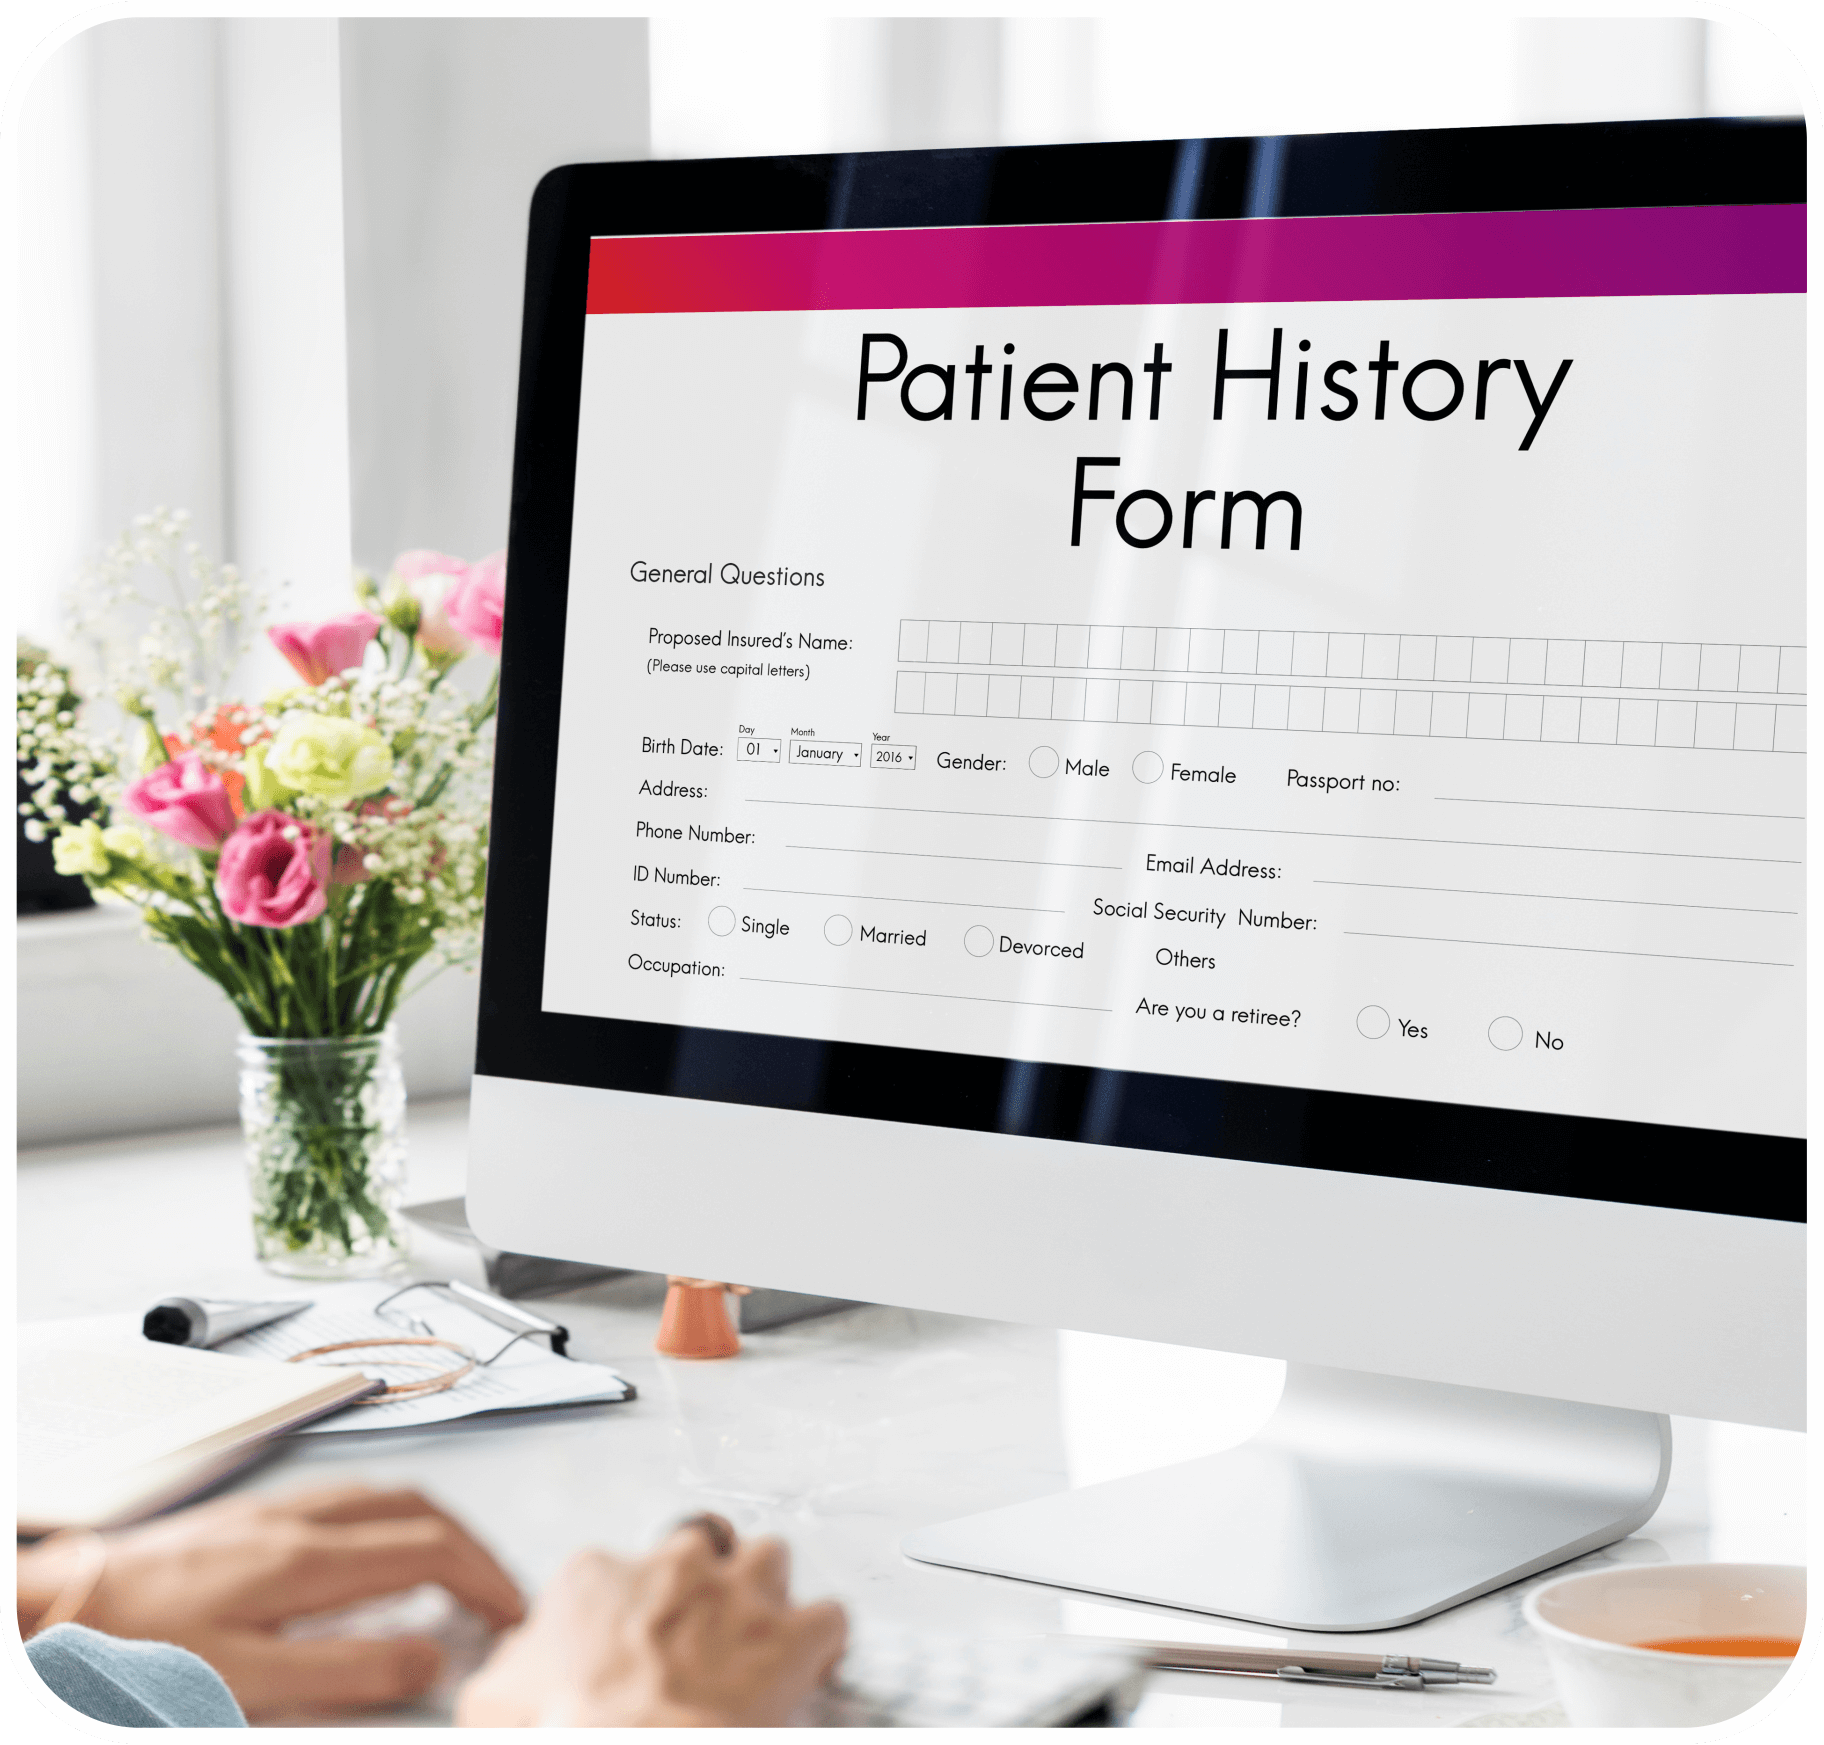 Patient History
Form
General Questions
Proposed Insured's Name:
(Please use capital letters)
Day Month Year
Birth Date: 01 January 2016 Gender: Male Female Passport no:
Address:
Phone Number: Email Address:
ID Number: Social Security Number:
Status: Single Married Devorced Others
Occupation: Are you a retiree? Yes No